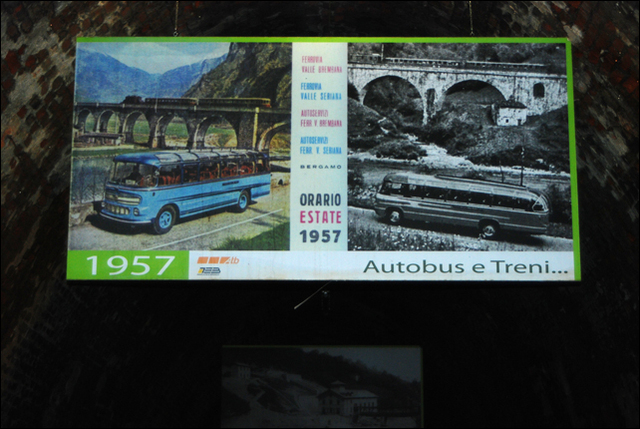 FERROVIA
VALLE BREMBANA
FERROVIA
VALLE SERIANA
AUTOSERVIZI
FERR. V. BREMBANA
AUTOSERVIZI
FERR. V. SERIANA
BERGAMO
ORARIO
ESTATE
1957
1957
Autobus e Treni...